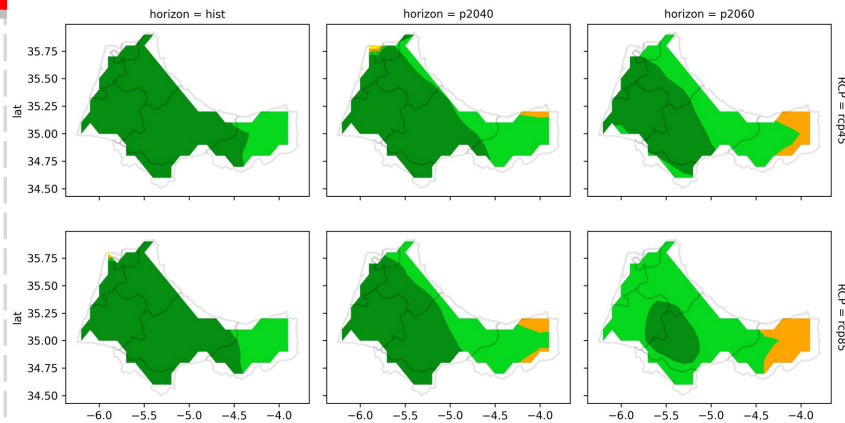 horizon = hist
horizon = p2040
horizon = p2060
35.75
35.50
35.25
35.00
34.75
34.50
lat
RCP = rcp45
35.75
35.50
35.25
35.00
34.75
34.50
lat
RCP = rcp85
−6.0 −5.5 −5.0 −4.5 −4.0
−6.0 −5.5 −5.0 −4.5 −4.0
−6.0 −5.5 −5.0 −4.5 −4.0